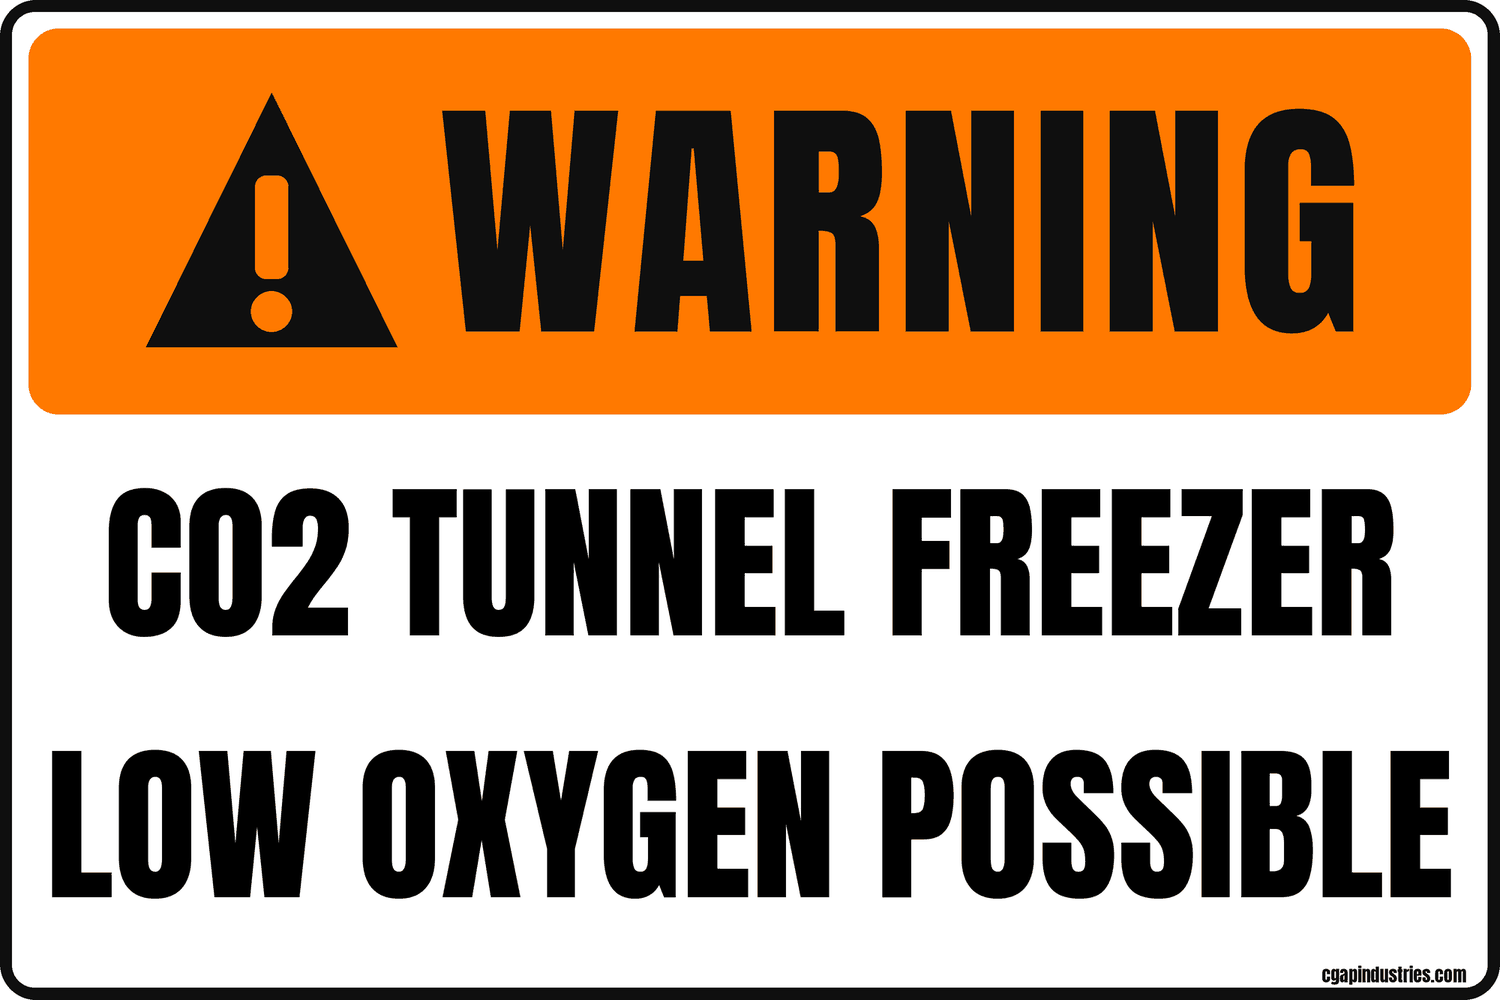 WARNING
CO2 TUNNEL FREEZER
LOW OXYGEN POSSIBLE
cgapindustries.com